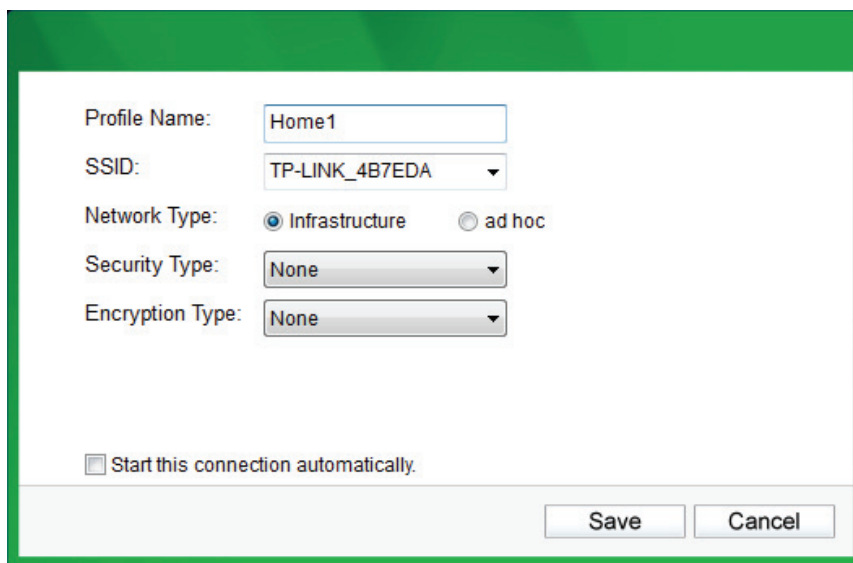 Profile Name: Home1
SSID: TP-LINK_4B7EDA
Network Type: Infrastructure ad hoc
Security Type: None
Encryption Type: None
Start this connection automatically.
Save Cancel